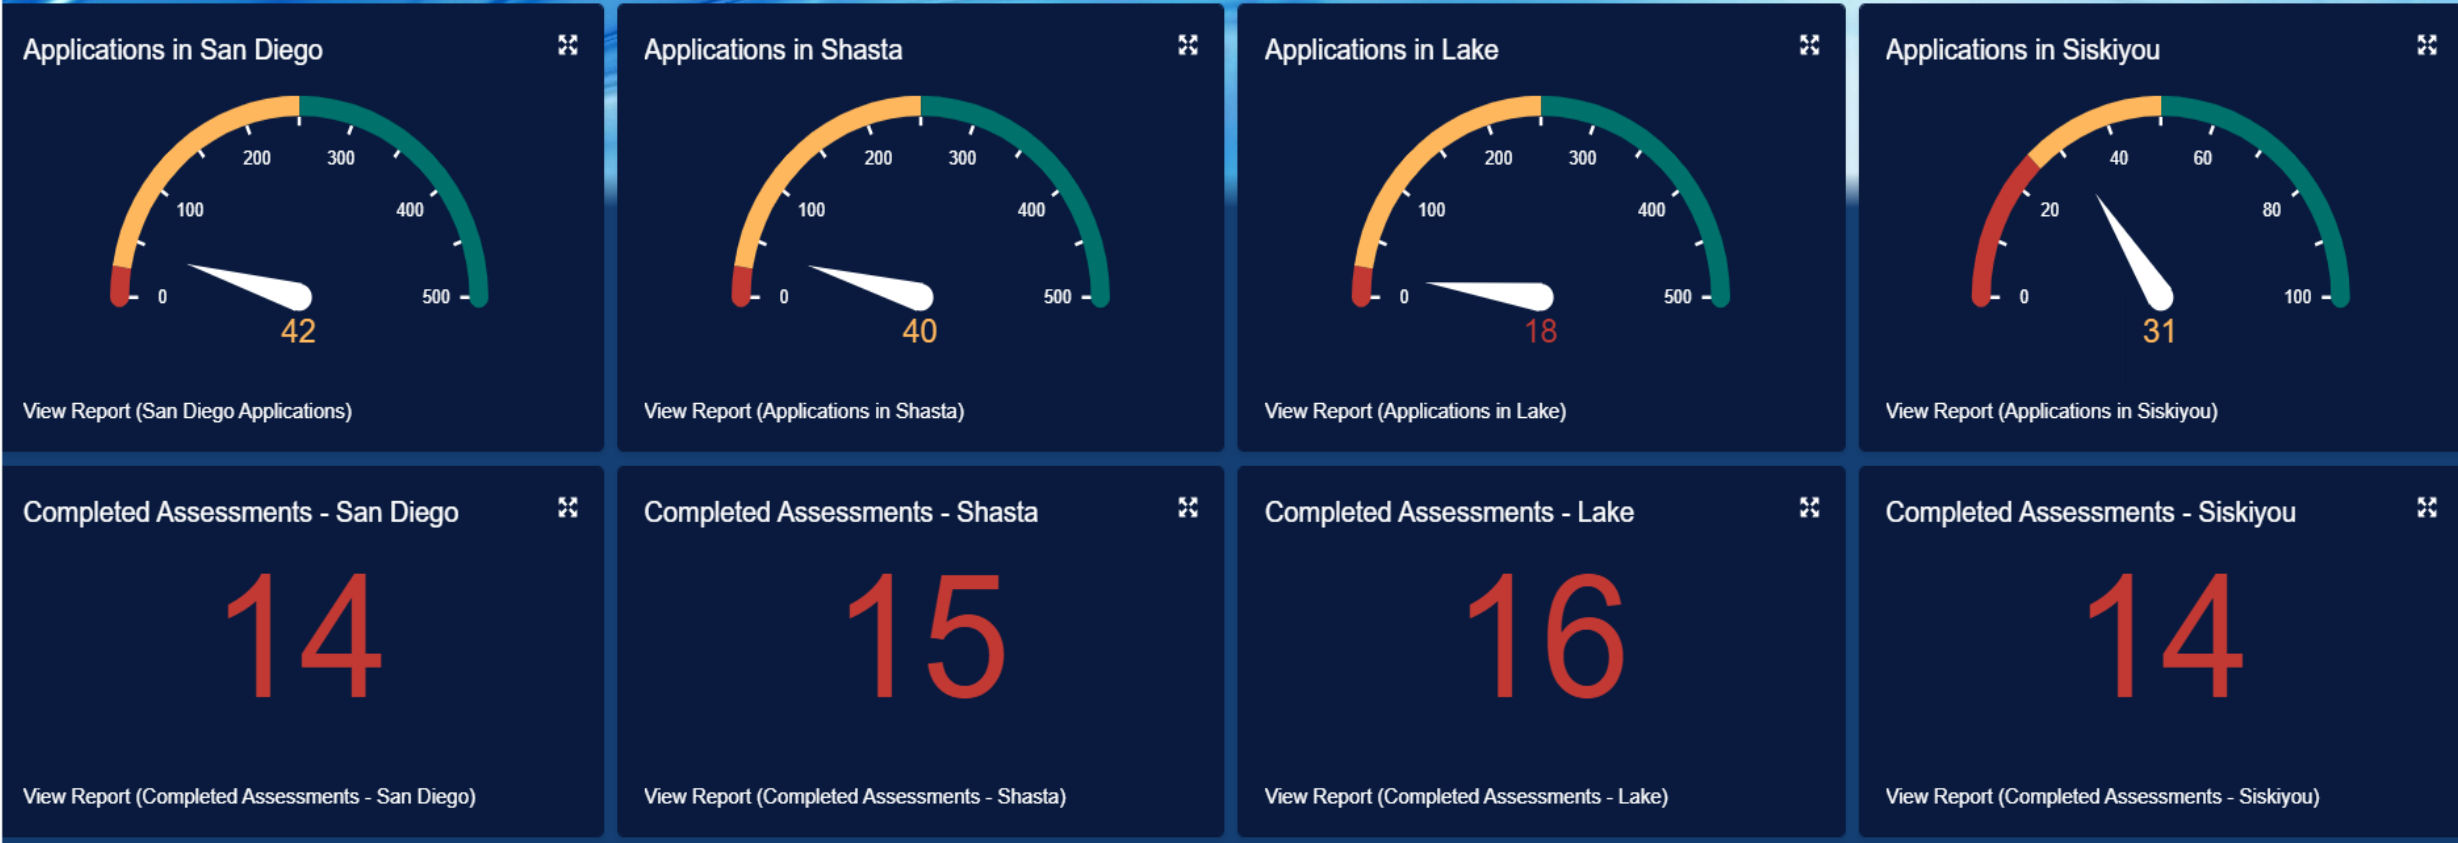 Applications in San Diego
200 300
100 400
0 500
42
View Report (San Diego Applications)
Applications in Shasta
200 300
100 400
0 500
40
View Report (Applications in Shasta)
Applications in Lake
200 300
100 400
0 500
18
View Report (Applications in Lake)
Applications in Siskiyou
40 60
20 80
0 100
31
View Report (Applications in Siskiyou)
Completed Assessments - San Diego
14
View Report (Completed Assessments - San Diego)
Completed Assessments - Shasta
15
View Report (Completed Assessments - Shasta)
Completed Assessments - Lake
16
View Report (Completed Assessments - Lake)
Completed Assessments - Siskiyou
14
View Report (Completed Assessments - Siskiyou)